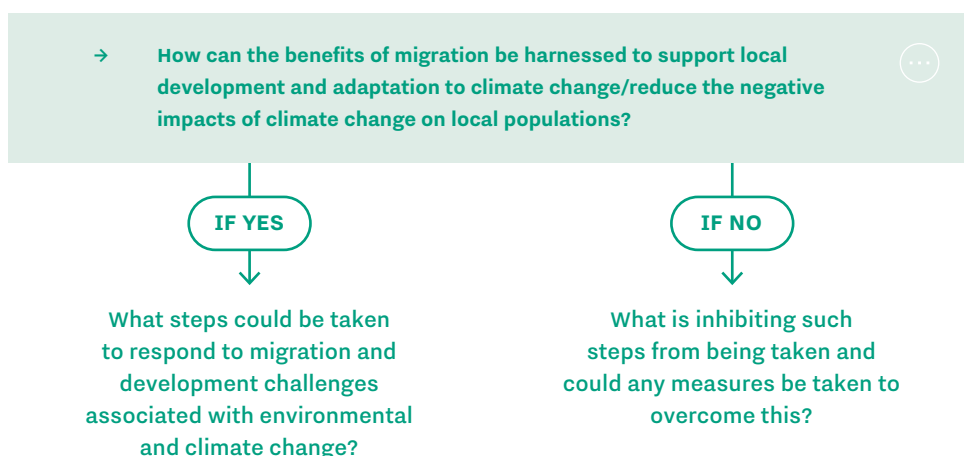 → How can the benefits of migration be harnessed to support local
development and adaptation to climate change/reduce the negative
impacts of climate change on local populations?
IF YES
What steps could be taken
to respond to migration and
development challenges
associated with environmental
and climate change?
IF NO
What is inhibiting such
steps from being taken and
could any measures be taken to
overcome this?